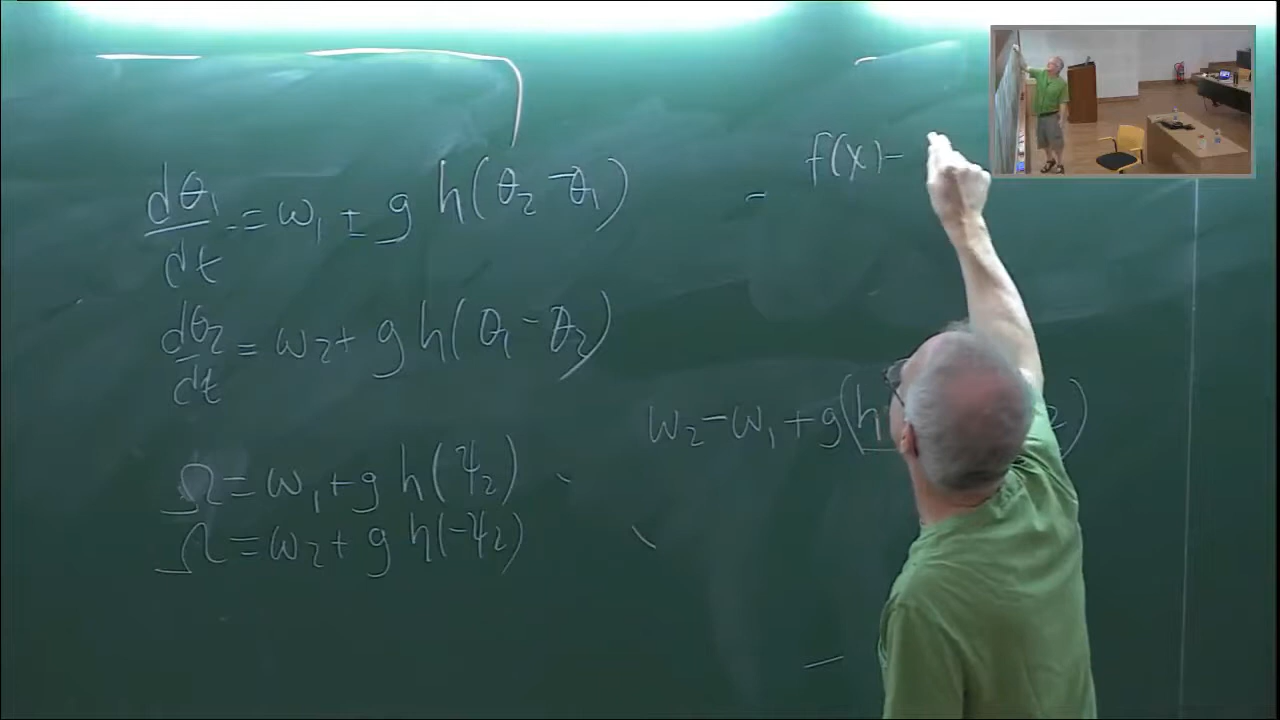 dθ₁/dt = ω₁ ± g h(θ₂ - θ₁)
dθ₂/dt = ω₂ + g h(θ₁ - θ₂)
Ω = ω₁ + g h(ψ₂)
Ω = ω₂ + g h(-ψ₂)
f(x) -
ω₂ - ω₁ + g(h